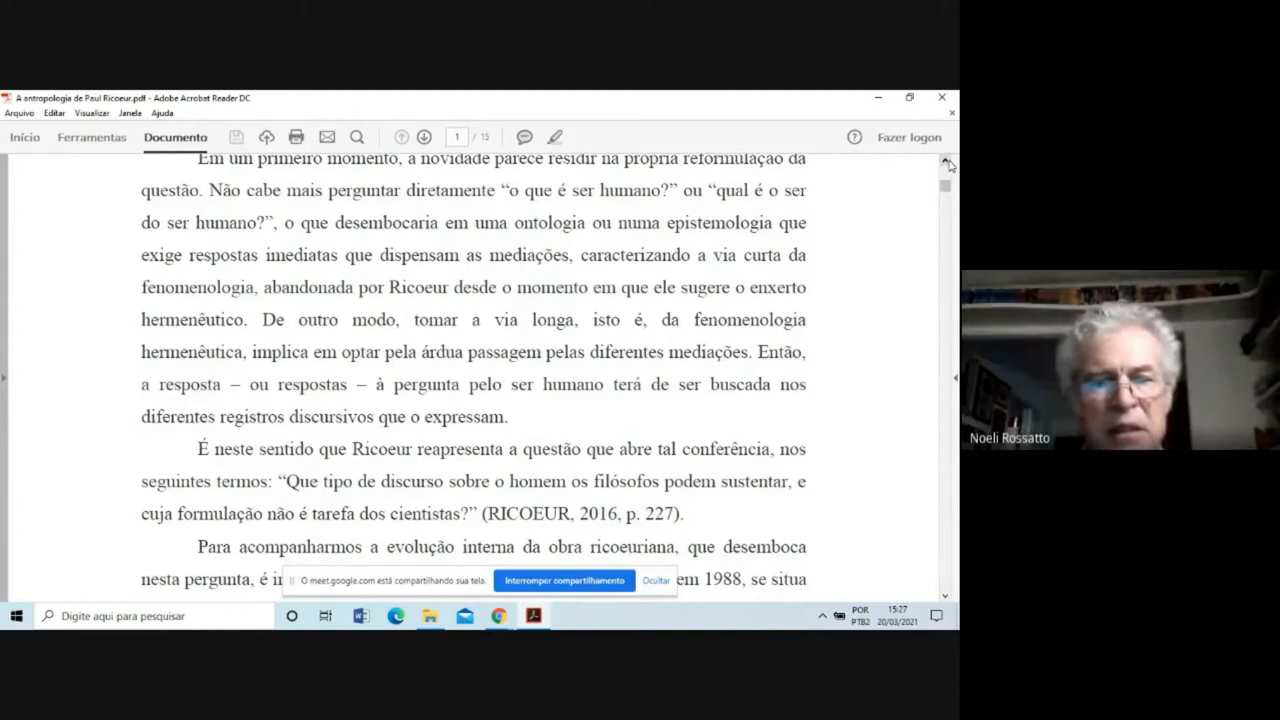 A antropologia de Paul Ricoeur.pdf - Adobe Acrobat Reader DC
Arquivo Editar Visualizar Janela Ajuda
Início Ferramentas Documento 1 / 15 Fazer logon
Em um primeiro momento, a novidade parece residir na própria reformulação da
questão. Não cabe mais perguntar diretamente “o que é ser humano?” ou “qual é o ser
do ser humano?”, o que desembocaria em uma ontologia ou numa epistemologia que
exige respostas imediatas que dispensam as mediações, caracterizando a via curta da
fenomenologia, abandonada por Ricoeur desde o momento em que ele sugere o enxerto
hermenêutico. De outro modo, tomar a via longa, isto é, da fenomenologia
hermenêutica, implica em optar pela árdua passagem pelas diferentes mediações. Então,
a resposta – ou respostas – à pergunta pelo ser humano terá de ser buscada nos
diferentes registros discursivos que o expressam.
É neste sentido que Ricoeur reapresenta a questão que abre tal conferência, nos
seguintes termos: “Que tipo de discurso sobre o homem os filósofos podem sustentar, e
cuja formulação não é tarefa dos cientistas?” (RICOEUR, 2016, p. 227).
Para acompanharmos a evolução interna da obra ricoeuriana, que desemboca
nesta pergunta, é em 1988, se situa
O meet.google.com está compartilhando sua tela. Interromper compartilhamento Ocultar
Digite aqui para pesquisar
POR
PTB2
15:27
20/03/2021
Noeli Rossatto